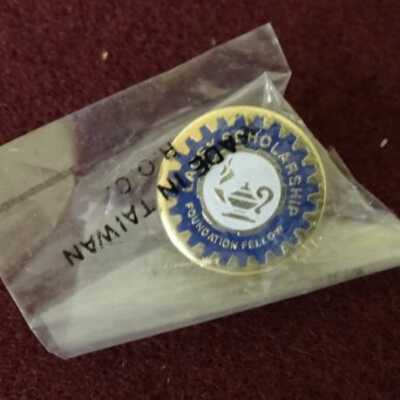 MADE IN TAIWAN
R.O.C.
SCHOLARSHIP
FOUNDATION FELLOW